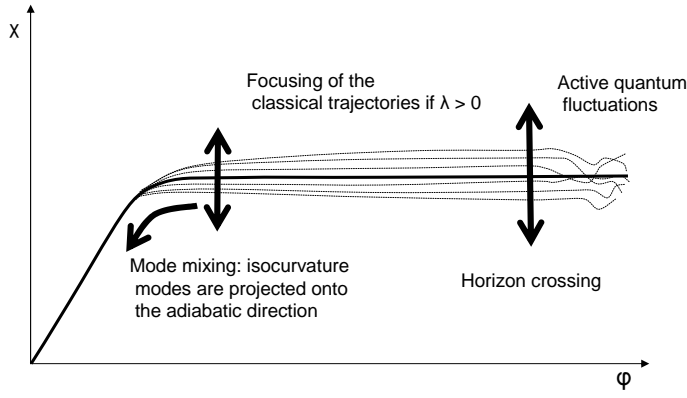 χ
Focusing of the
classical trajectories if λ > 0
Active quantum
fluctuations
Mode mixing: isocurvature
modes are projected onto
the adiabatic direction
Horizon crossing
φ